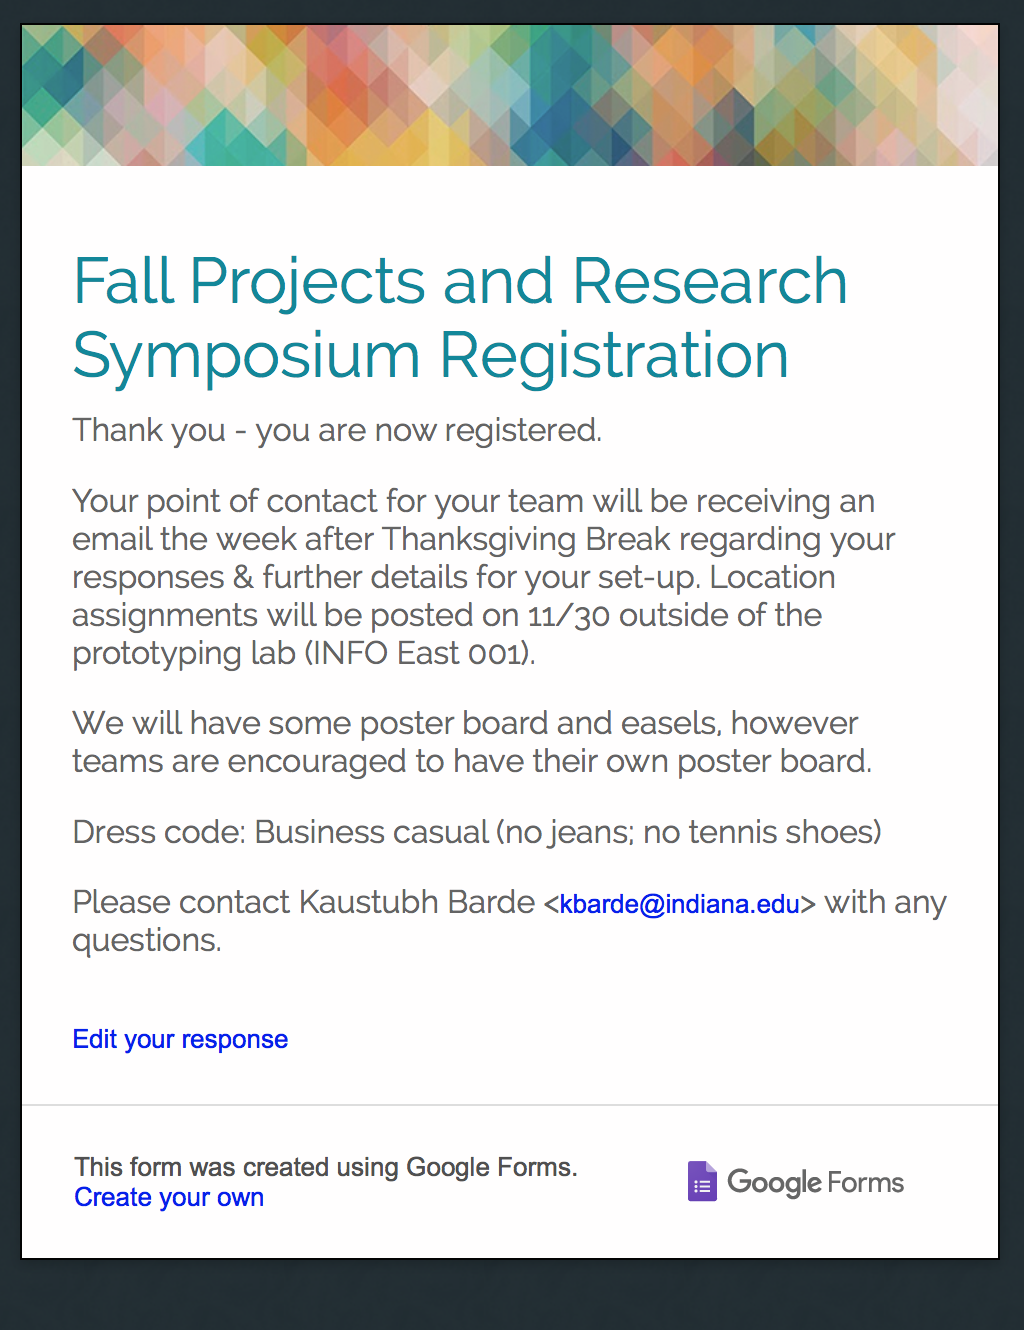 Fall Projects and Research
Symposium Registration
Thank you - you are now registered.
Your point of contact for your team will be receiving an
email the week after Thanksgiving Break regarding your
responses & further details for your set-up. Location
assignments will be posted on 11/30 outside of the
prototyping lab (INFO East 001).
We will have some poster board and easels, however
teams are encouraged to have their own poster board.
Dress code: Business casual (no jeans; no tennis shoes)
Please contact Kaustubh Barde <kbarde@indiana.edu> with any
questions.
Edit your response
This form was created using Google Forms.
Create your own
Google Forms